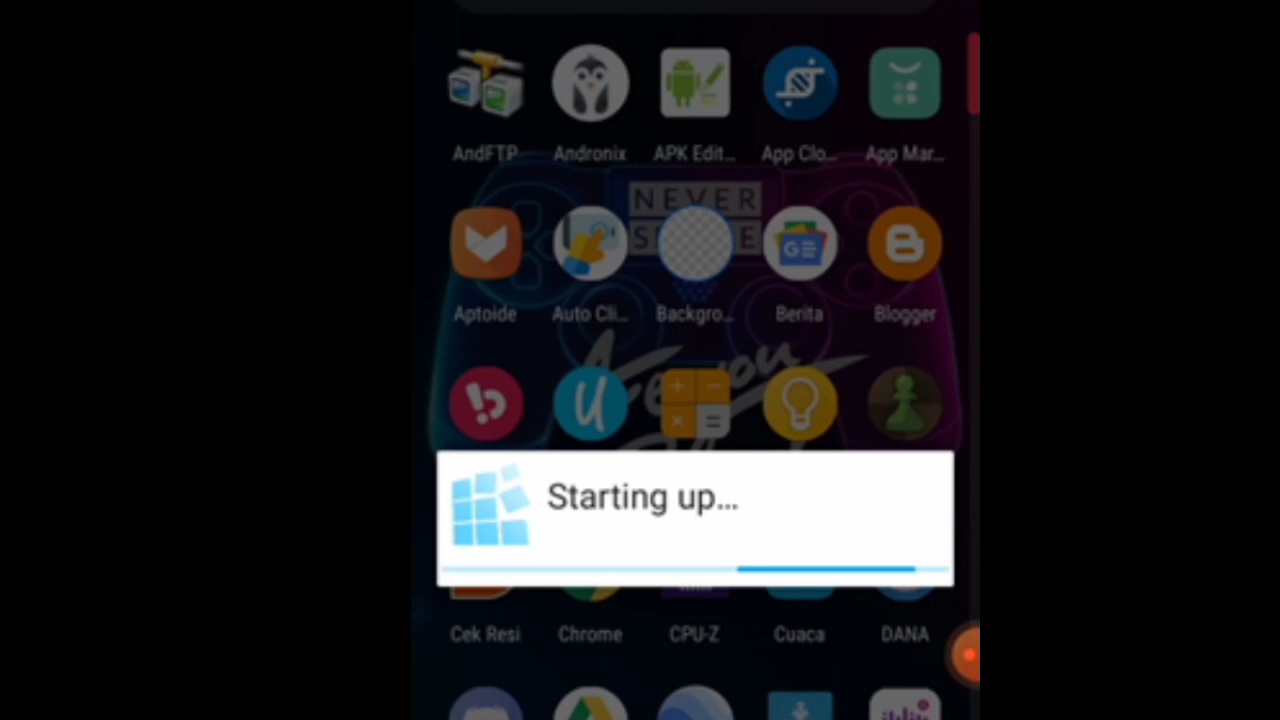 AndFTP
Andronix
APK Edit...
App Clo...
App Mar...
NEVER
Aptoide
Auto Cli...
Backgro...
Berita
Blogger
Starting up...
Cek Resi
Chrome
CPU-Z
Cuaca
DANA